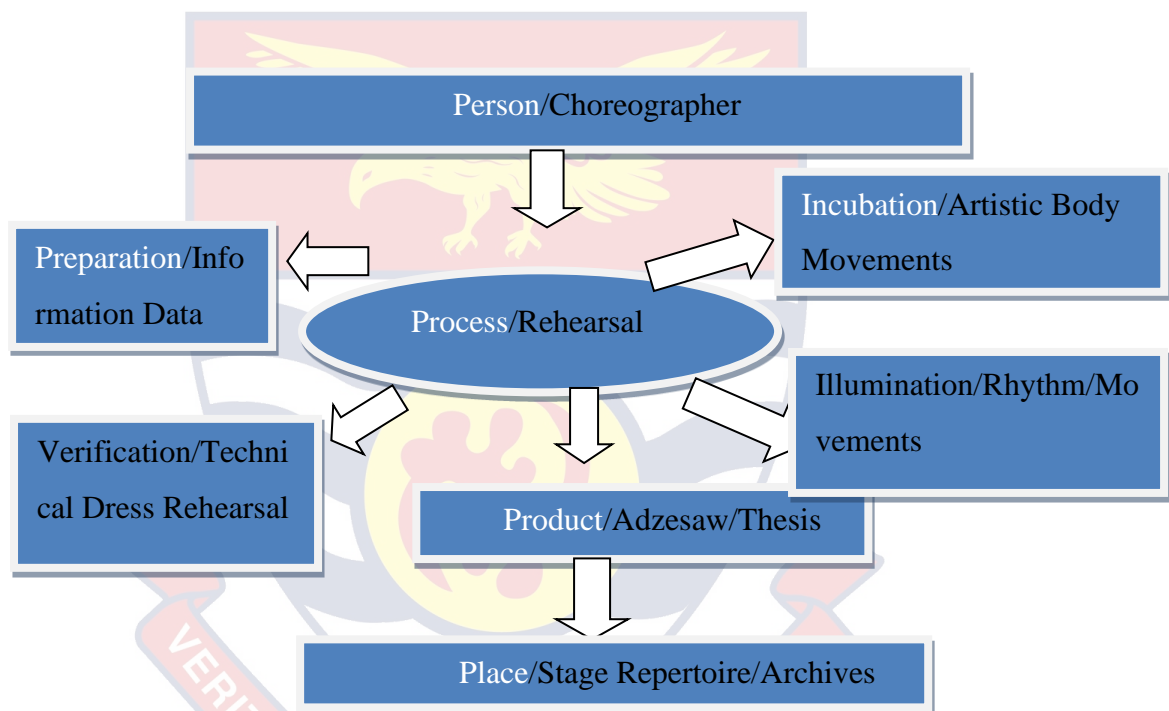 Person/Choreographer
Incubation/Artistic Body
Movements
Preparation/Info
rmation Data
Process/Rehearsal
Illumination/Rhythm/Mo
vements
Verification/Techni
cal Dress Rehearsal
Product/Adzesaw/Thesis
Place/Stage Repertoire/Archives
VERIT